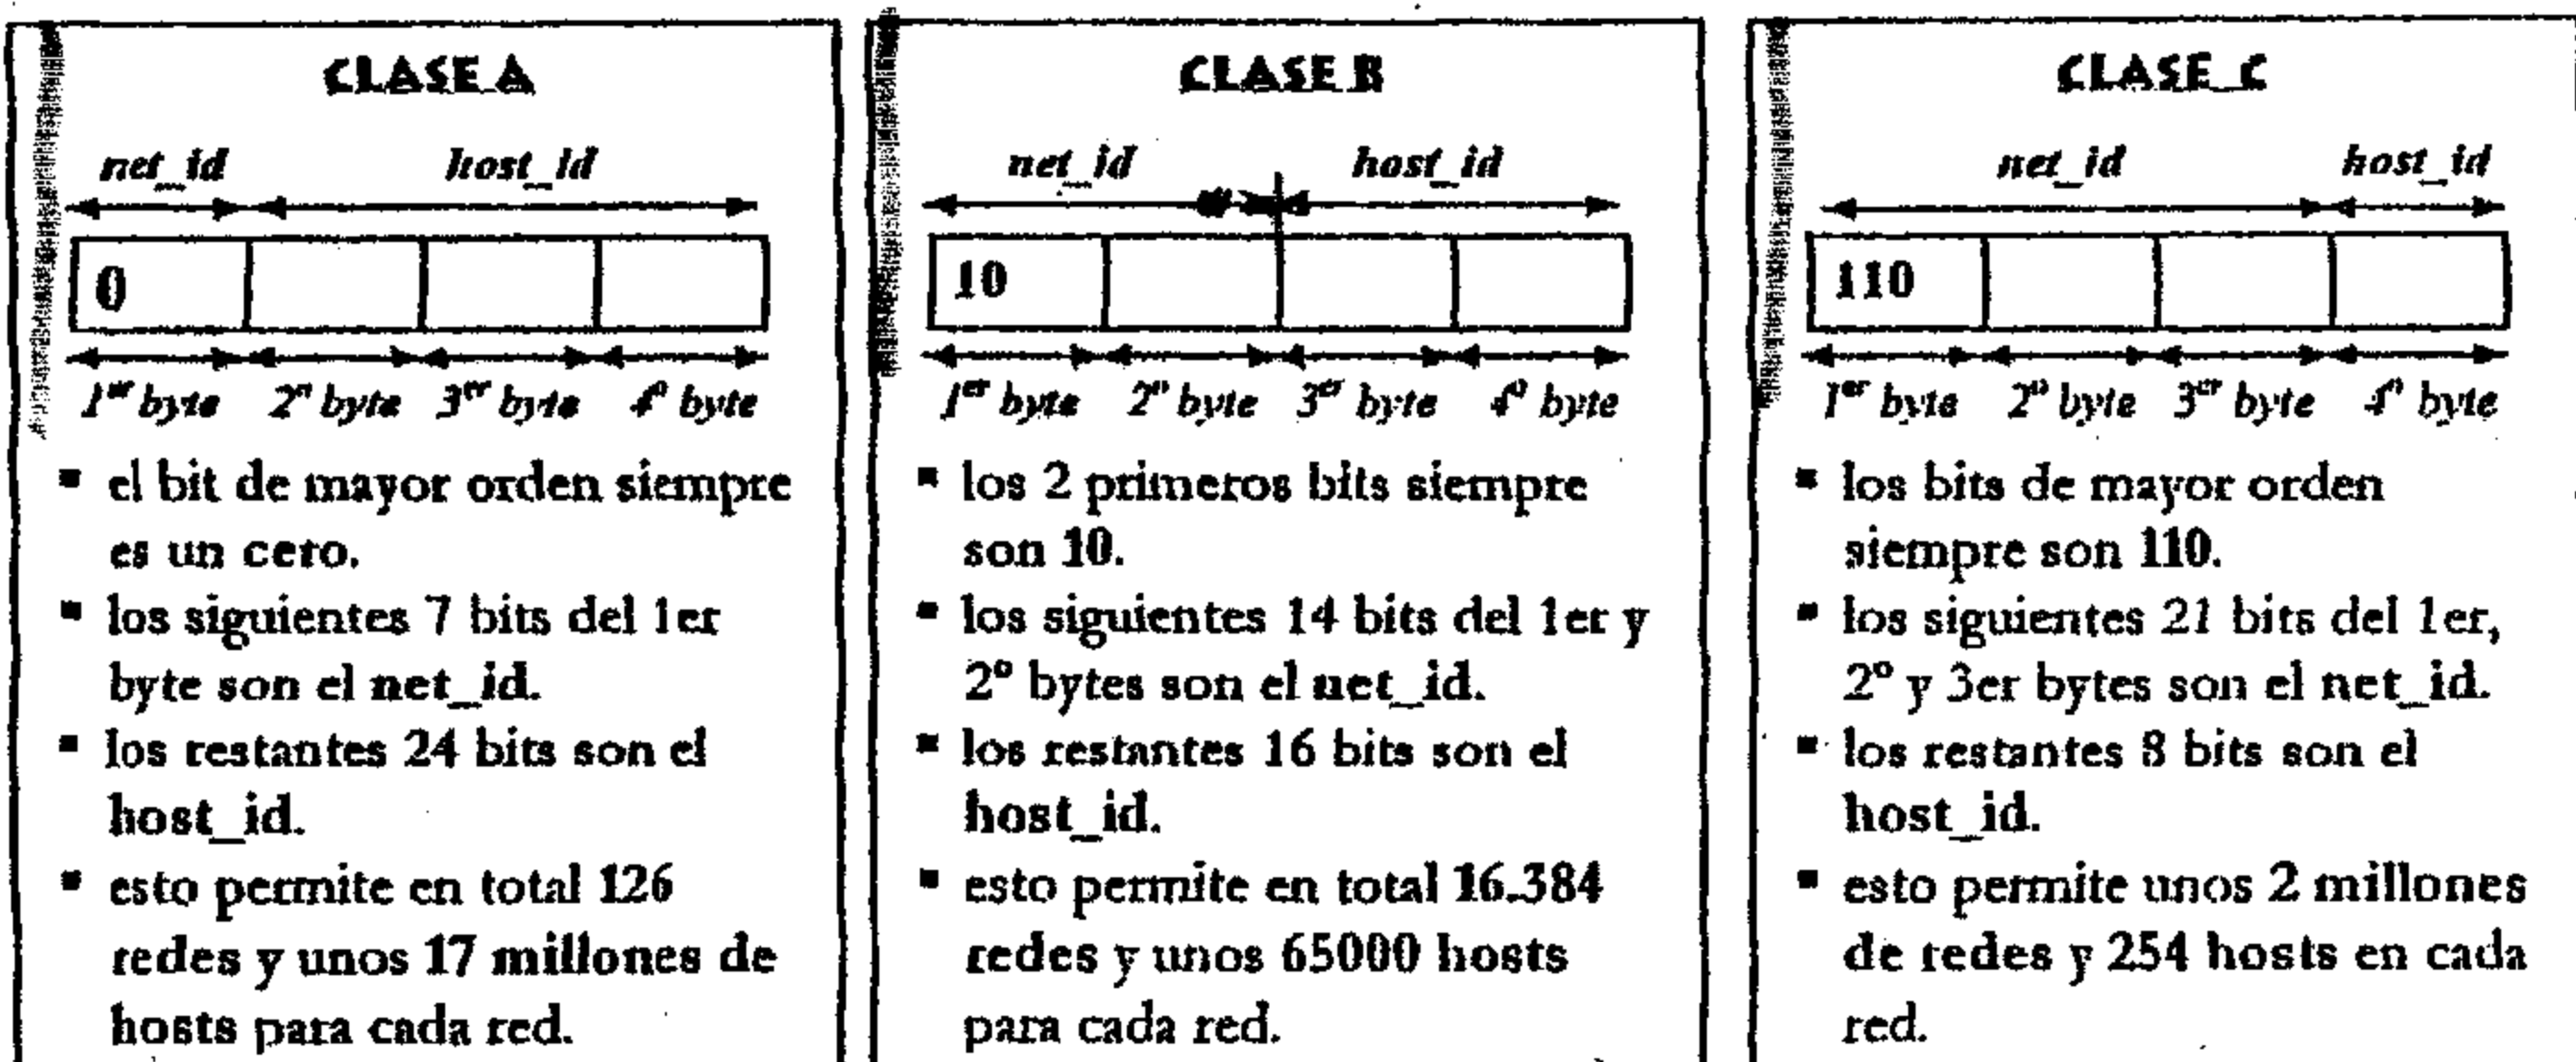 CLASE A
net_id host_id
0
1er byte 2º byte 3er byte 4º byte
▪ el bit de mayor orden siempre
es un cero.
▪ los siguientes 7 bits del 1er
byte son el net_id.
▪ los restantes 24 bits son el
host_id.
▪ esto permite en total 126
redes y unos 17 millones de
hosts para cada red.
CLASE B
net_id host_id
10
1er byte 2º byte 3er byte 4º byte
▪ los 2 primeros bits siempre
son 10.
▪ los siguientes 14 bits del 1er y
2º bytes son el net_id.
▪ los restantes 16 bits son el
host_id.
▪ esto permite en total 16.384
redes y unos 65000 hosts
para cada red.
CLASE C
net_id host_id
110
1er byte 2º byte 3er byte 4º byte
▪ los bits de mayor orden
siempre son 110.
▪ los siguientes 21 bits del 1er,
2º y 3er bytes son el net_id.
▪ los restantes 8 bits son el
host_id.
▪ esto permite unos 2 millones
de redes y 254 hosts en cada
red.